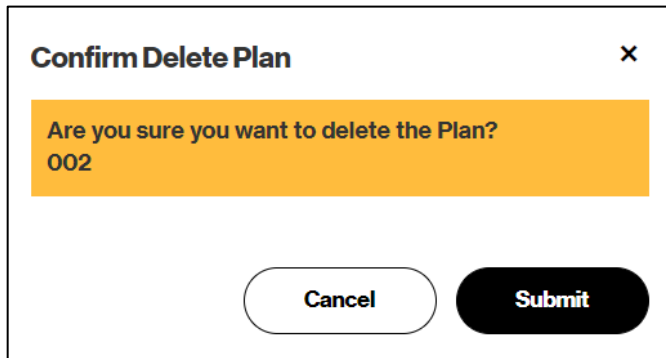 Confirm Delete Plan
×
Are you sure you want to delete the Plan?
002
Cancel
Submit